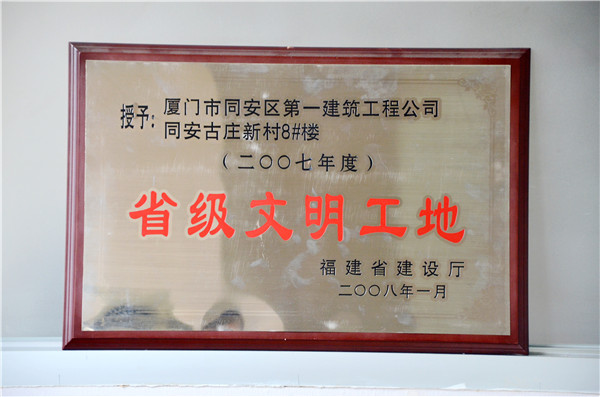 授予：厦门市同安区第一建筑工程公司
同安古庄新村8#楼
（二〇〇七年度）
省级文明工地
福建省建设厅
二〇〇八年一月